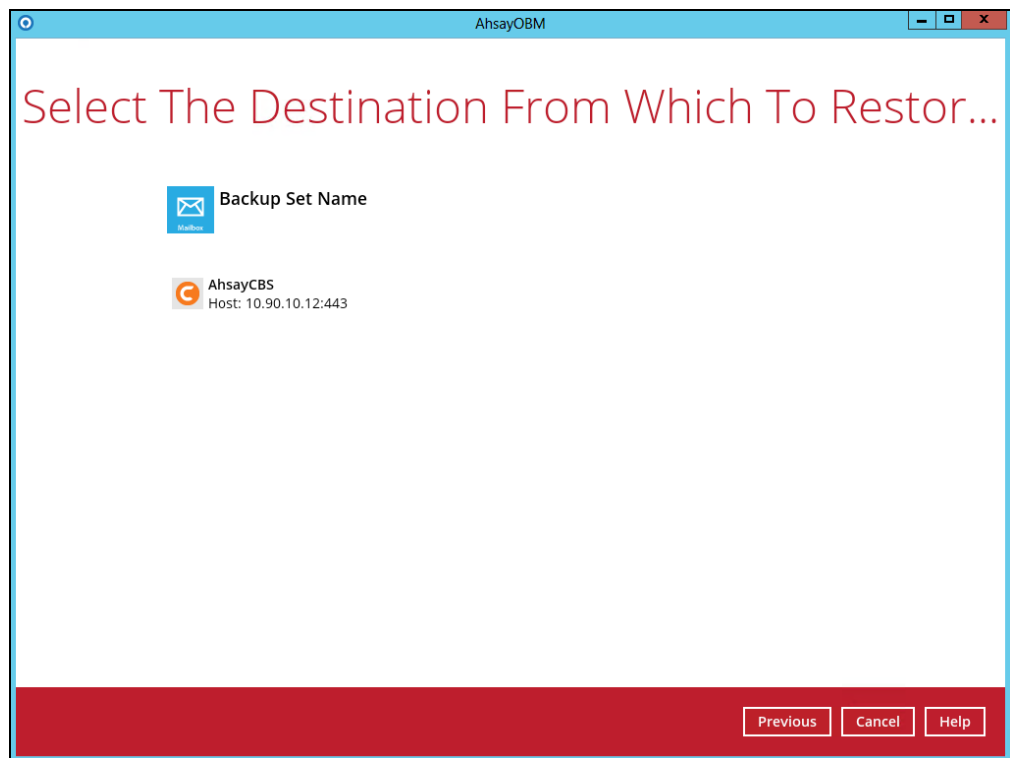 AhsayOBM
Select The Destination From Which To Restor...
Backup Set Name
Mailbox
AhsayCBS
Host: 10.90.10.12:443
Previous Cancel Help